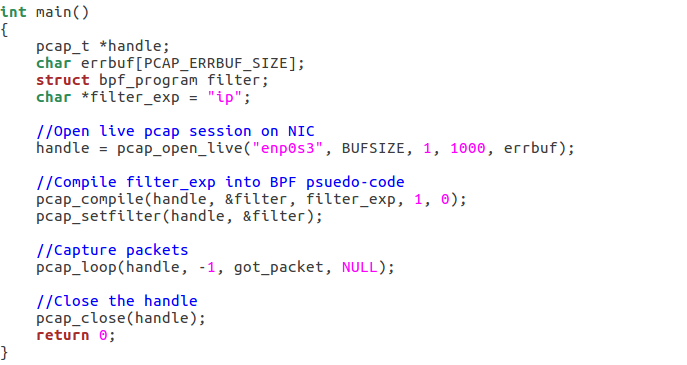 int main()
{
    pcap_t *handle;
    char errbuf[PCAP_ERRBUF_SIZE];
    struct bpf_program filter;
    char *filter_exp = "ip";

    //Open live pcap session on NIC
    handle = pcap_open_live("enp0s3", BUFSIZE, 1, 1000, errbuf);

    //Compile filter_exp into BPF psuedo-code
    pcap_compile(handle, &filter, filter_exp, 1, 0);
    pcap_setfilter(handle, &filter);

    //Capture packets
    pcap_loop(handle, -1, got_packet, NULL);

    //Close the handle
    pcap_close(handle);
    return 0;
}